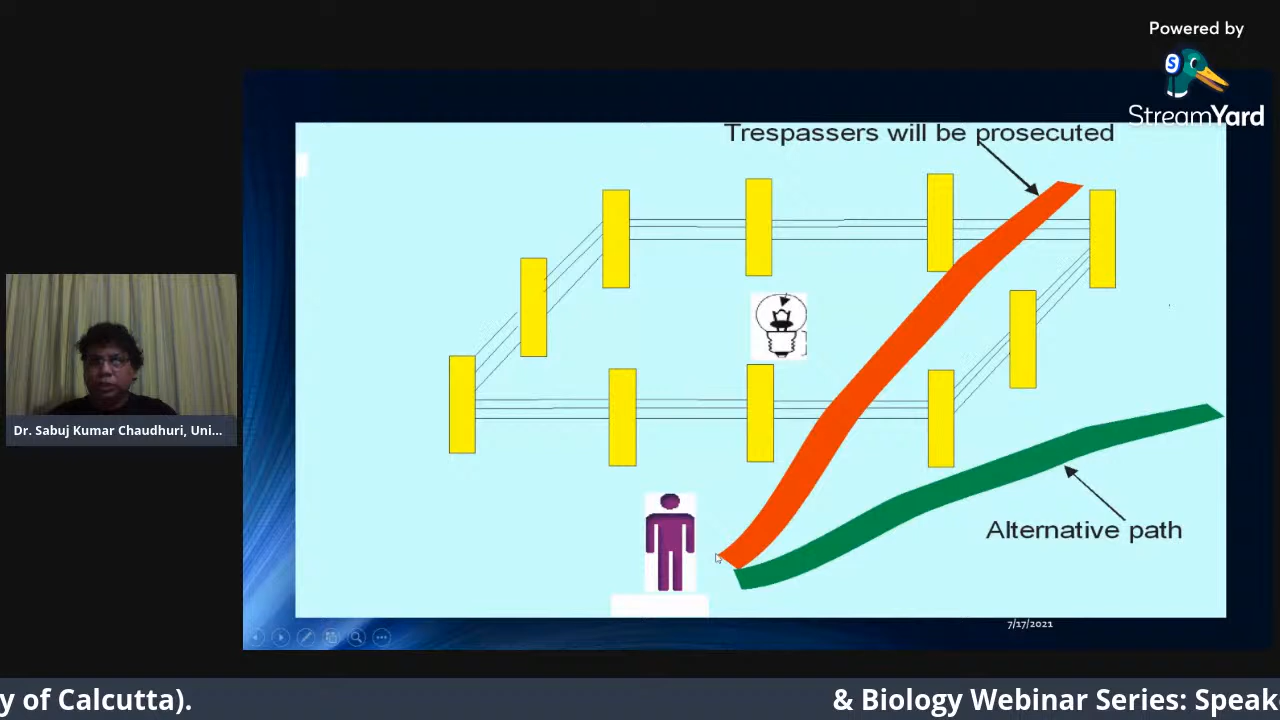 Powered by
S
StreamYard
Trespassers will be prosecuted
Alternative path
Dr. Sabuj Kumar Chaudhuri, Uni...
7/17/2021
y of Calcutta).
& Biology Webinar Series: Speak